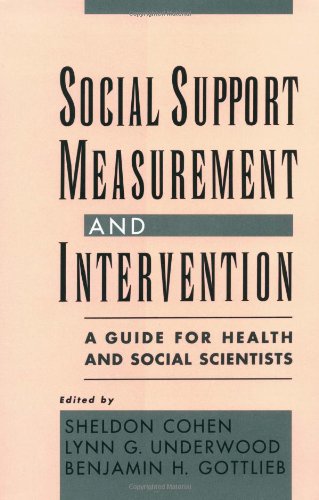 SOCIAL SUPPORT
MEASUREMENT
AND
INTERVENTION
A GUIDE FOR HEALTH
AND SOCIAL SCIENTISTS
Edited by
SHELDON COHEN
LYNN G. UNDERWOOD
BENJAMIN H. GOTTLIEB